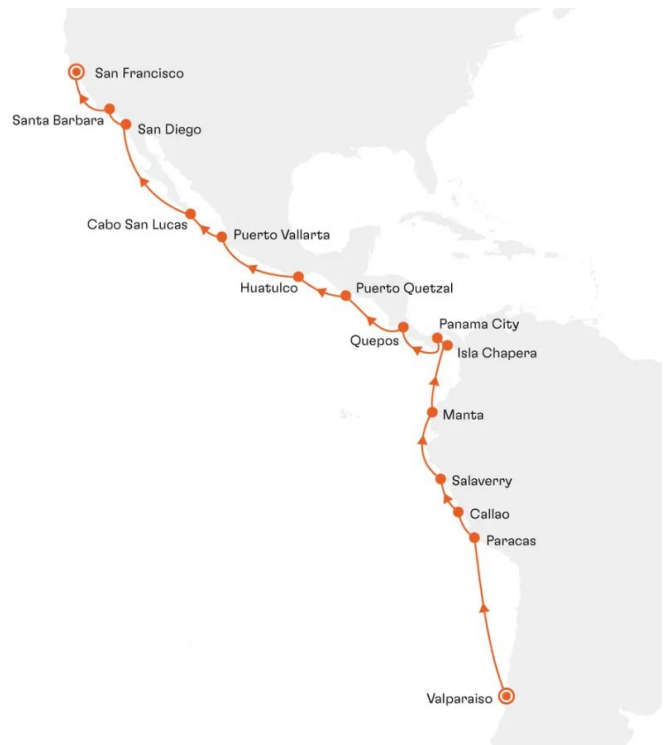 San Francisco
Santa Barbara
San Diego
Cabo San Lucas
Puerto Vallarta
Huatulco
Puerto Quetzal
Quepos
Panama City
Isla Chapera
Manta
Salaverry
Callao
Paracas
Valparaiso